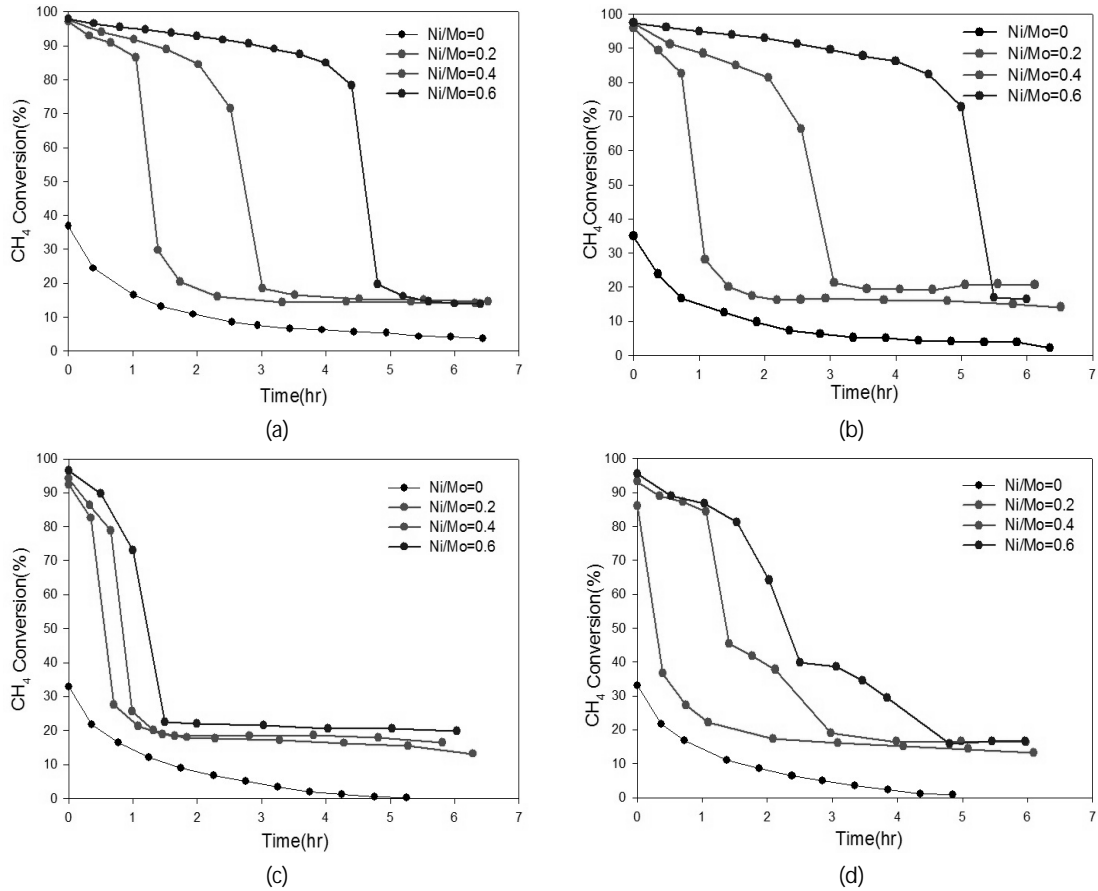 100
90
80
70
60
50
40
30
20
10
0
CH4 Conversion(%)
Ni/Mo=0
Ni/Mo=0.2
Ni/Mo=0.4
Ni/Mo=0.6
0 1 2 3 4 5 6 7
Time(hr)
(a)
100
90
80
70
60
50
40
30
20
10
0
CH4Conversion(%)
Ni/Mo=0
Ni/Mo=0.2
Ni/Mo=0.4
Ni/Mo=0.6
0 1 2 3 4 5 6 7
Time(hr)
(b)
100
90
80
70
60
50
40
30
20
10
0
CH4 Conversion(%)
Ni/Mo=0
Ni/Mo=0.2
Ni/Mo=0.4
Ni/Mo=0.6
0 1 2 3 4 5 6 7
Time(hr)
(c)
100
90
80
70
60
50
40
30
20
10
0
CH4 Conversion(%)
Ni/Mo=0
Ni/Mo=0.2
Ni/Mo=0.4
Ni/Mo=0.6
0 1 2 3 4 5 6 7
Time(hr)
(d)